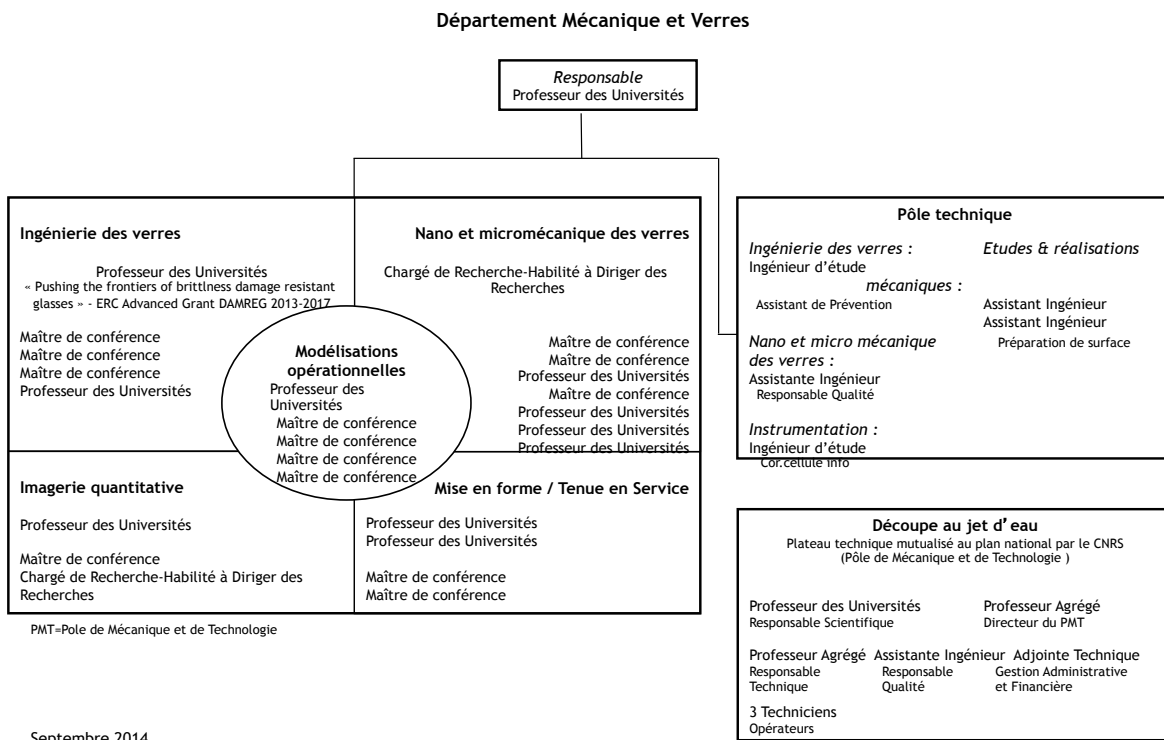 Département Mécanique et Verres
Responsable
Professeur des Universités
Ingénierie des verres
Professeur des Universités
« Pushing the frontiers of brittlness damage resistant
glasses » - ERC Advanced Grant DAMREG 2013-2017
Maître de conférence
Maître de conférence
Maître de conférence
Professeur des Universités
Nano et micromécanique des verres
Chargé de Recherche-Habilité à Diriger des
Recherches
Maître de conférence
Maître de conférence
Professeur des Universités
Maître de conférence
Professeur des Universités
Professeur des Universités
Professeur des Universités
Modélisations
opérationnelles
Professeur des
Universités
Maître de conférence
Maître de conférence
Maître de conférence
Maître de conférence
Imagerie quantitative
Professeur des Universités
Maître de conférence
Chargé de Recherche-Habilité à Diriger des
Recherches
Mise en forme / Tenue en Service
Professeur des Universités
Professeur des Universités
Maître de conférence
Maître de conférence
PMT=Pole de Mécanique et de Technologie
Pôle technique
Ingénierie des verres : Etudes & réalisations
Ingénieur d'étude
mécaniques :
Assistant de Prévention Assistant Ingénieur
Assistant Ingénieur
Nano et micro mécanique Préparation de surface
des verres :
Assistante Ingénieur
Responsable Qualité
Instrumentation :
Ingénieur d'étude
Cor.cellule info
Découpe au jet d'eau
Plateau technique mutualisé au plan national par le CNRS
(Pôle de Mécanique et de Technologie )
Professeur des Universités Professeur Agrégé
Responsable Scientifique Directeur du PMT
Professeur Agrégé Assistante Ingénieur Adjointe Technique
Responsable Responsable Gestion Administrative
Technique Qualité et Financière
3 Techniciens
Opérateurs
Septembre 2014